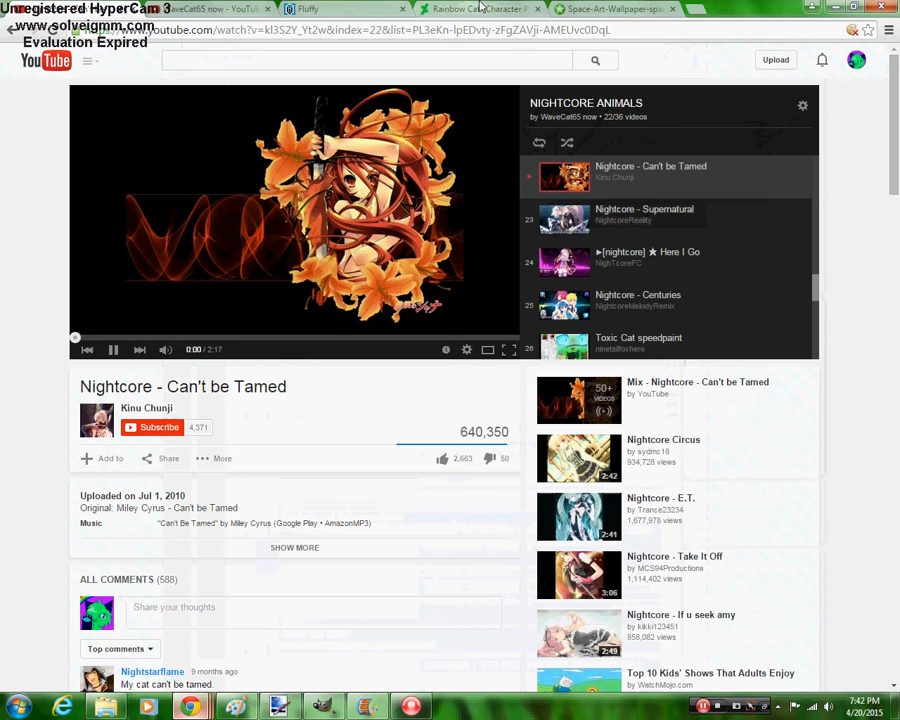 Unregistered HyperCam 3
www.solveigmm.com
Evaluation Expired
WaveCat65 now - YouTu
Fluffy
Rainbow Cat
Character P
Space-Art-Wallpaper-spa
.youtube.com/watch?v=kl3S2Y_Yt2w&index=22&list=PL3eKn-lpEDvty-zFgZAVji-AMEUvc0DqL
YouTube
Upload
NIGHTCORE ANIMALS
by WaveCat65 now • 22/36 videos
Nightcore - Can't be Tamed
Kinu Chunji
23
Nightcore - Supernatural
NightcoreReality
24
►[nightcore] ★ Here I Go
NighTcoreFC
25
Nightcore - Centuries
NightcoreMelodyRemix
26
Toxic Cat speedpaint
ninetailfoxhere
0:00 / 2:17
Nightcore - Can't be Tamed
Kinu Chunji
Subscribe 4,371
640,350
Add to Share More
2,663 50
Uploaded on Jul 1, 2010
Original: Miley Cyrus - Can't be Tamed
Music "Can't Be Tamed" by Miley Cyrus (Google Play • AmazonMP3)
SHOW MORE
ALL COMMENTS (588)
Share your thoughts
Top comments
Nightstarflame 9 months ago
My cat can't be tamed.
50+
VIDEOS
Mix - Nightcore - Can't be Tamed
by YouTube
Nightcore Circus
by sydmc18
934,728 views
2:42
Nightcore - E.T.
by Trance23234
1,677,978 views
2:41
Nightcore - Take It Off
by MCS94Productions
1,114,402 views
3:06
Nightcore - If u seek amy
by kikki123451
858,082 views
2:49
Top 10 Kids' Shows That Adults Enjoy
by WatchMojo.com
7:42 PM
4/20/2015